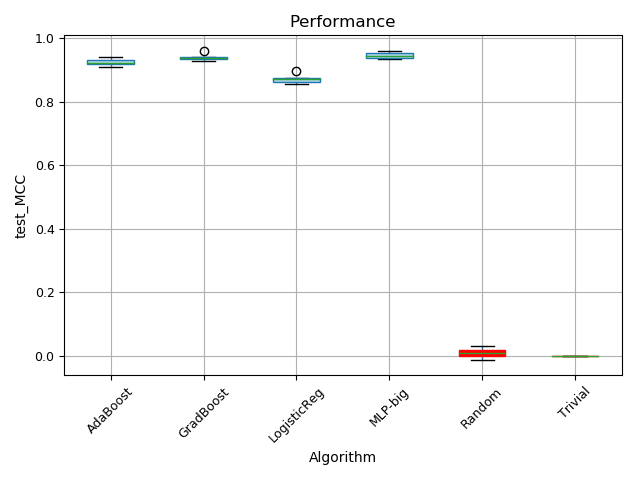 Performance
test_MCC
1.0
0.8
0.6
0.4
0.2
0.0
AdaBoost
GradBoost
LogisticReg
MLP-big
Random
Trivial
Algorithm